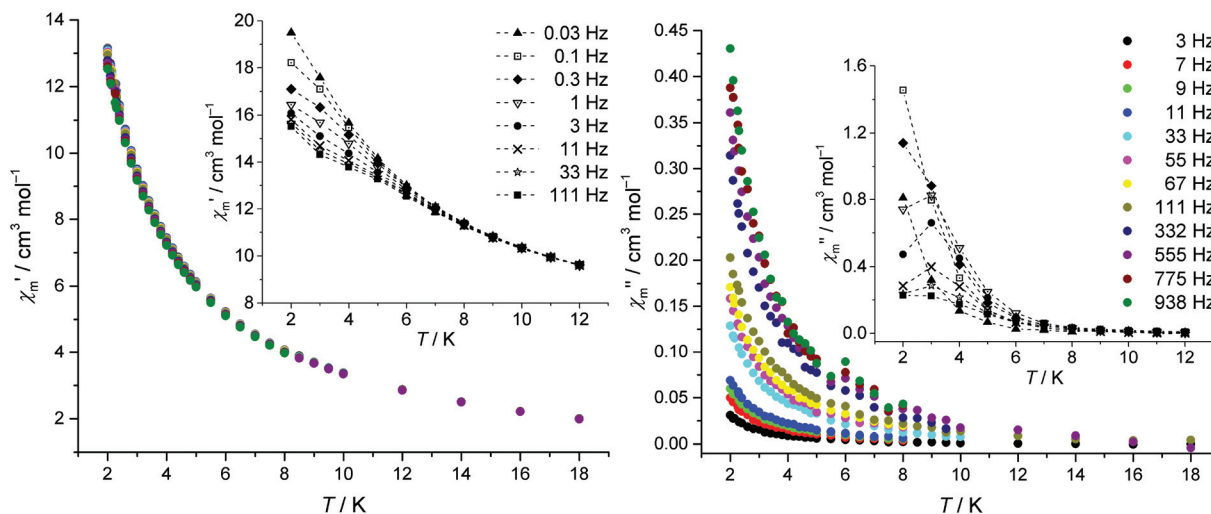 χm' / cm³ mol⁻¹
14
13
12
11
10
9
8
7
6
5
4
3
2
2 4 6 8 10 12 14 16 18
T / K
χm' / cm³ mol⁻¹
20
18
16
14
12
10
8
2 4 6 8 10 12
T / K
0.03 Hz
0.1 Hz
0.3 Hz
1 Hz
3 Hz
11 Hz
33 Hz
111 Hz
χm'' / cm³ mol⁻¹
0.45
0.40
0.35
0.30
0.25
0.20
0.15
0.10
0.05
0.00
2 4 6 8 10 12 14 16 18
T / K
χm'' / cm³ mol⁻¹
1.6
1.2
0.8
0.4
0.0
2 4 6 8 10 12
T / K
3 Hz
7 Hz
9 Hz
11 Hz
33 Hz
55 Hz
67 Hz
111 Hz
332 Hz
555 Hz
775 Hz
938 Hz